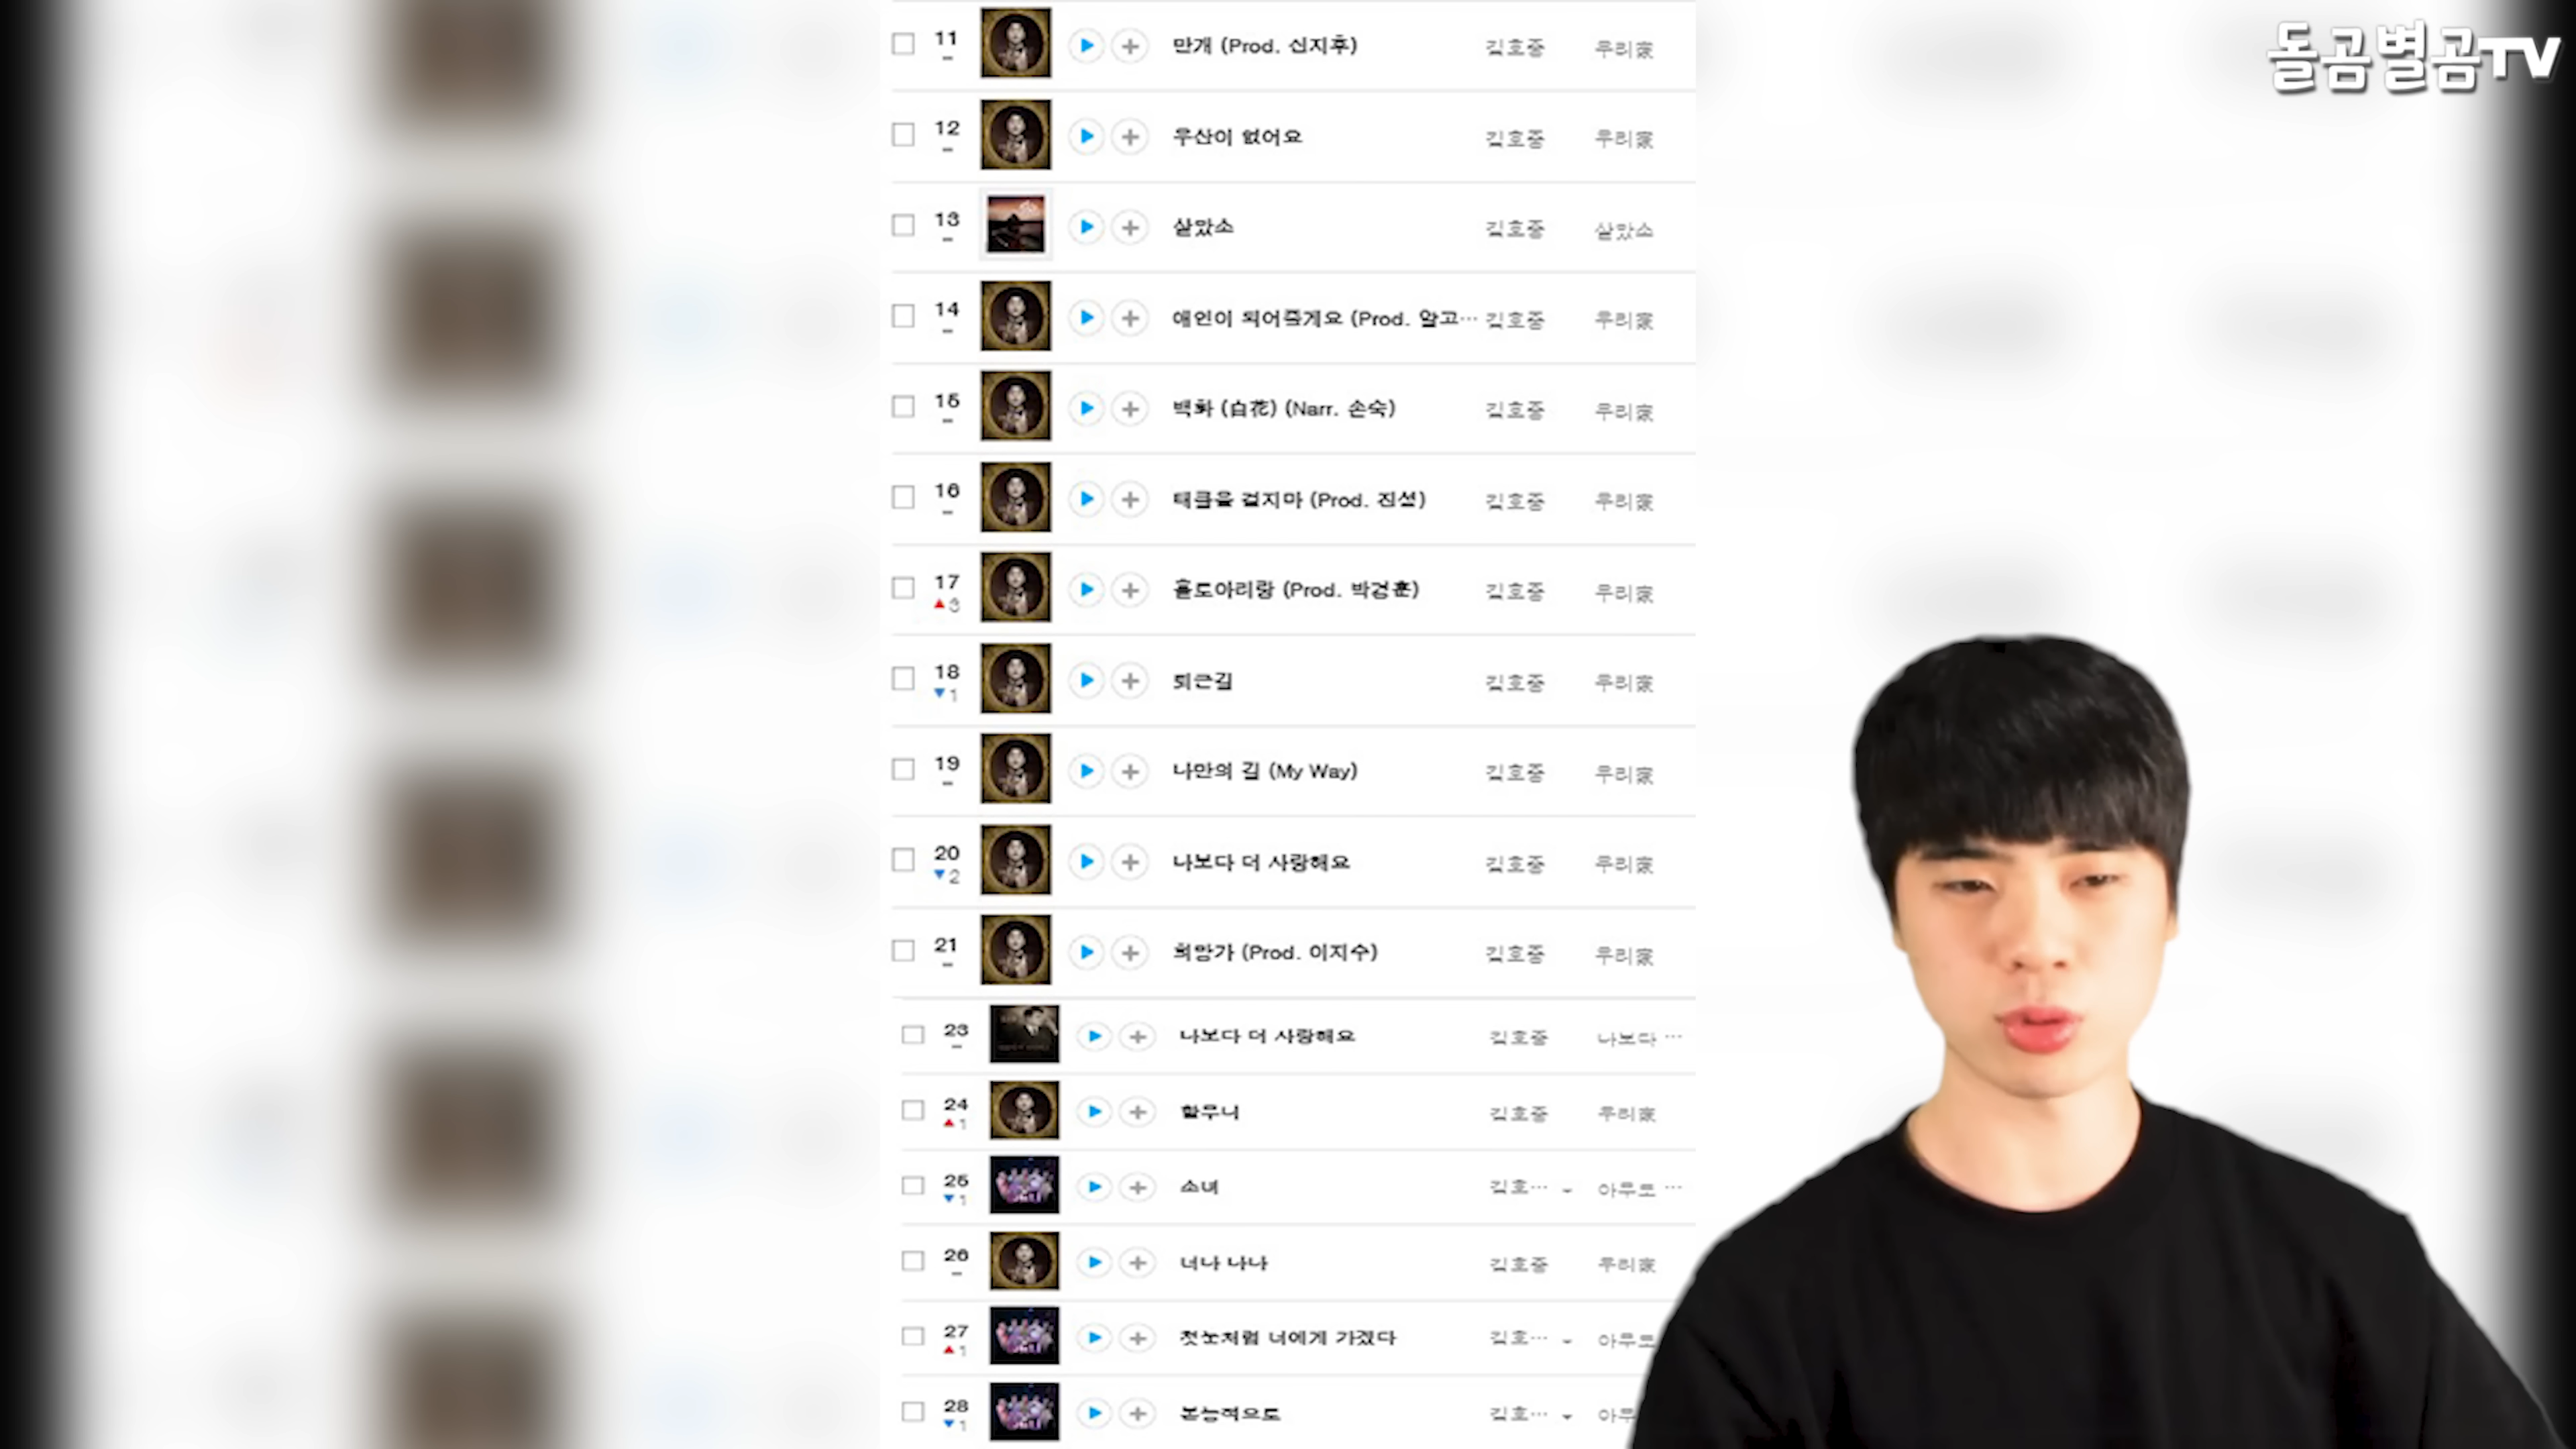 돌곰별곰TV
11 만개 (Prod. 신지후) 김호중 우리家
12 우산이 없어요 김호중 우리家
13 살았소 김호중 살았소
14 애인이 되어줄게요 (Prod. 알고… 김호중 우리家
15 백화 (白花) (Narr. 손숙) 김호중 우리家
16 태클을 걸지마 (Prod. 진성) 김호중 우리家
17 ▲3 욜로아리랑 (Prod. 박경훈) 김호중 우리家
18 ▼1 퇴근길 김호중 우리家
19 나만의 길 (My Way) 김호중 우리家
20 ▼2 나보다 더 사랑해요 김호중 우리家
21 희망가 (Prod. 이지수) 김호중 우리家
23 나보다 더 사랑해요 김호중 나보다 …
24 ▲1 할무니 김호중 우리家
25 ▼1 소녀 김호… 아무도 …
26 너나 나나 김호중 우리家
27 ▲1 첫눈처럼 너에게 가겠다 김호… 아무도
28 ▼1 본능적으로 김호… 아무